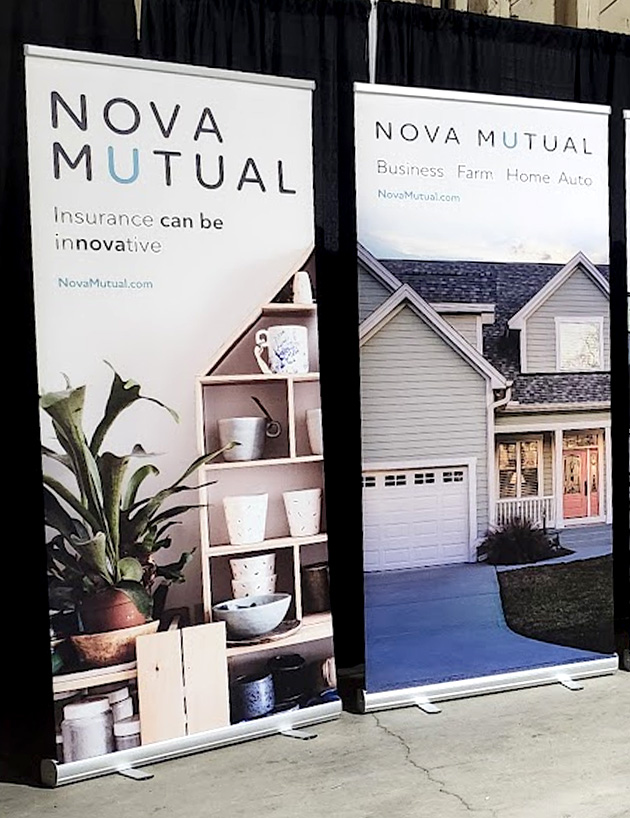 NOVA
MUTUAL
Insurance can be
innovative
NovaMutual.com
NOVA MUTUAL
Business Farm Home Auto
NovaMutual.com